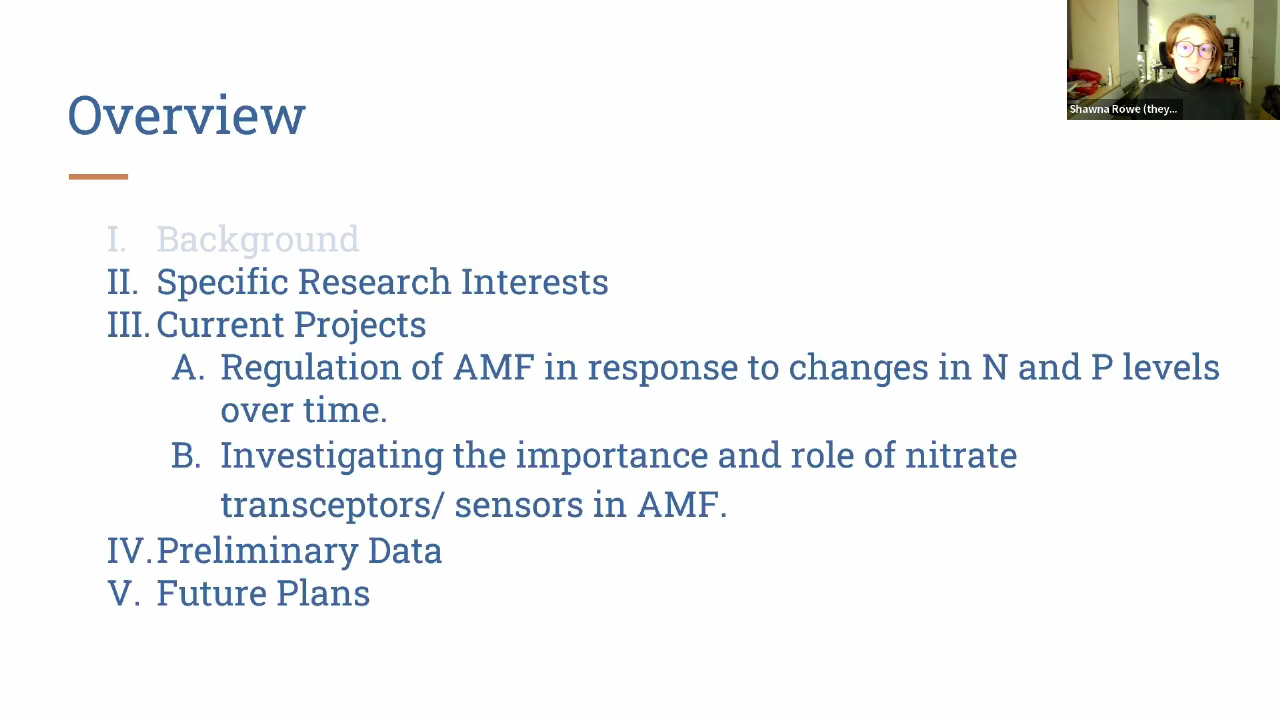 Overview
Shawna Rowe (they...
I. Background
II. Specific Research Interests
III. Current Projects
A. Regulation of AMF in response to changes in N and P levels
over time.
B. Investigating the importance and role of nitrate
transceptors/ sensors in AMF.
IV. Preliminary Data
V. Future Plans